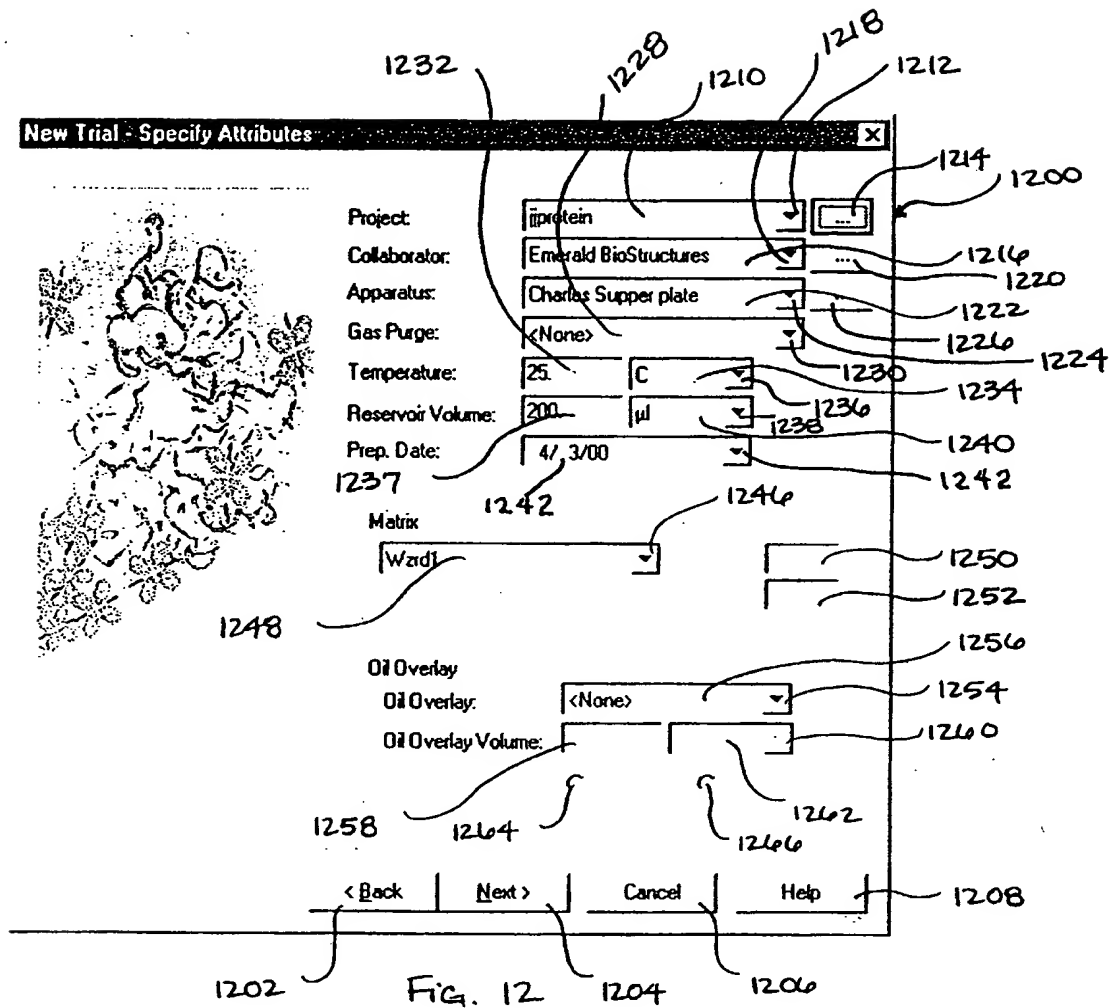 1218
1232 1228 1210 1212
New Trial - Specify Attributes
1214
1200
Project: jjprotein ...
Collaborator: Emerald BioStructures ....
1216
1220
Apparatus: Charles Supper plate
1222
1226
Gas Purge: <None>
1224
1230
Temperature: 25. C
1234
1236
Reservoir Volume: 200 µl
1238
1240
Prep. Date: 4/ 3/00
1237 1242 1246 1242
Matrix
Wzrd1
1250
1252
1248
1256
Oil Overlay
Oil Overlay: <None>
1254
Oil Overlay Volume:
1260
1258 1264 1266 1262
< Back Next > Cancel Help
1208
1202 FIG. 12 1204 1206